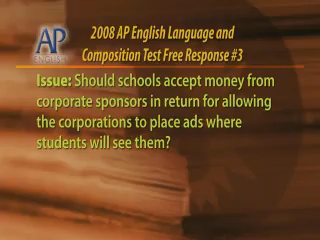 AP
ENGLISH
2008 AP English Language and
Composition Test Free Response #3
Issue: Should schools accept money from
corporate sponsors in return for allowing
the corporations to place ads where
students will see them?